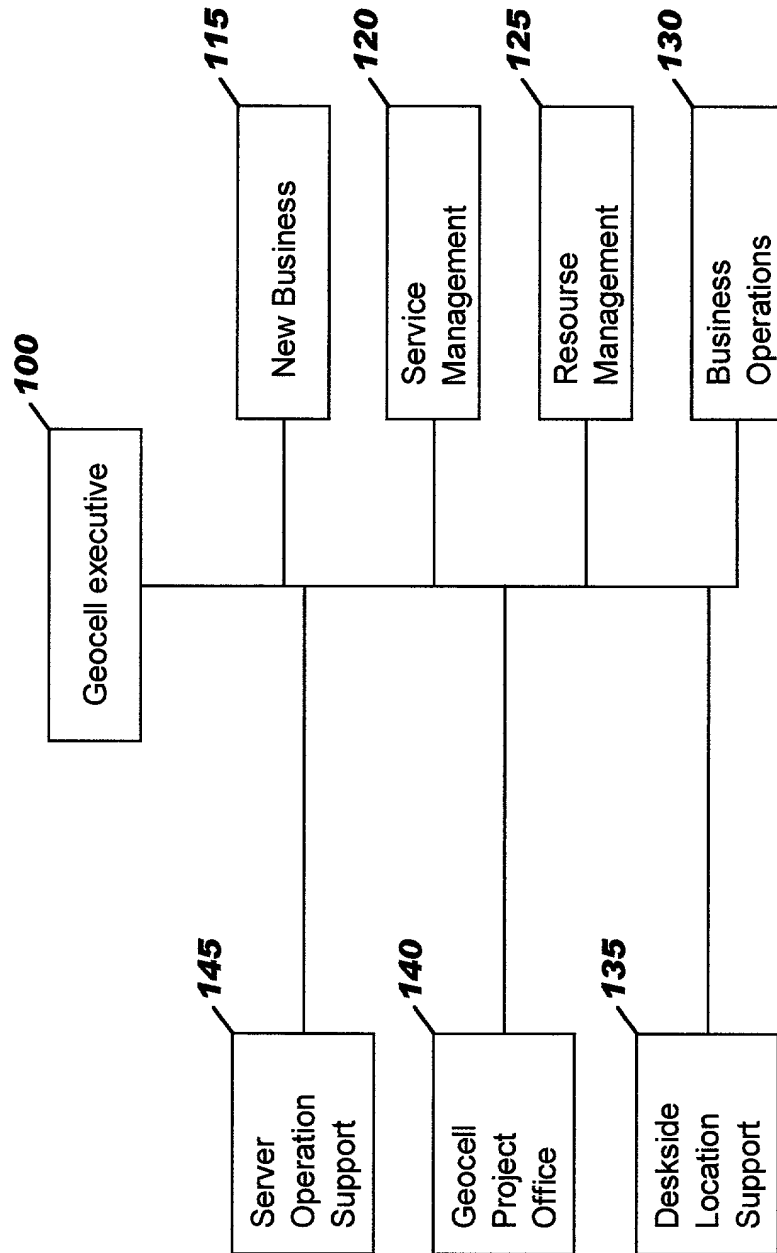 100
Geocell executive
115
New Business
120
Service
Management
125
Resourse
Management
130
Business
Operations
145
Server
Operation
Support
140
Geocell
Project
Office
135
Deskside
Location
Support